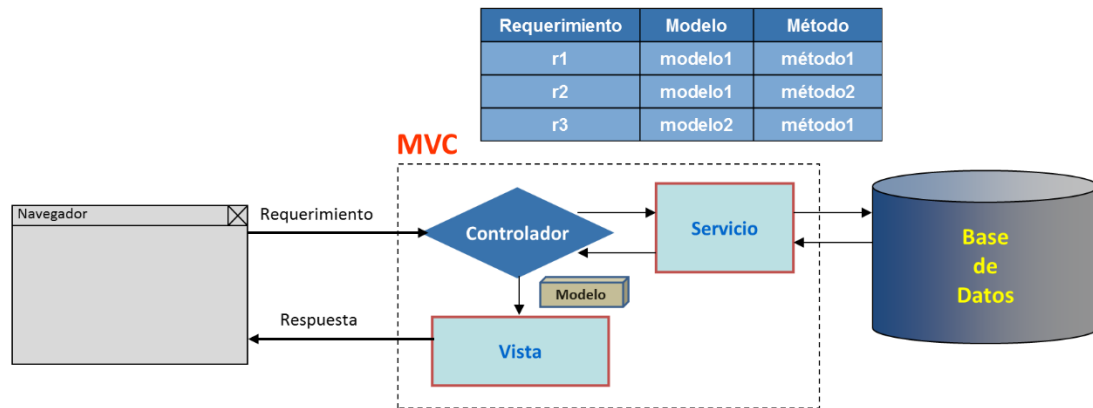 Requerimiento Modelo Método
r1 modelo1 método1
r2 modelo1 método2
r3 modelo2 método1
MVC
Navegador
Requerimiento
Controlador
Servicio
Base
de
Datos
Modelo
Respuesta
Vista